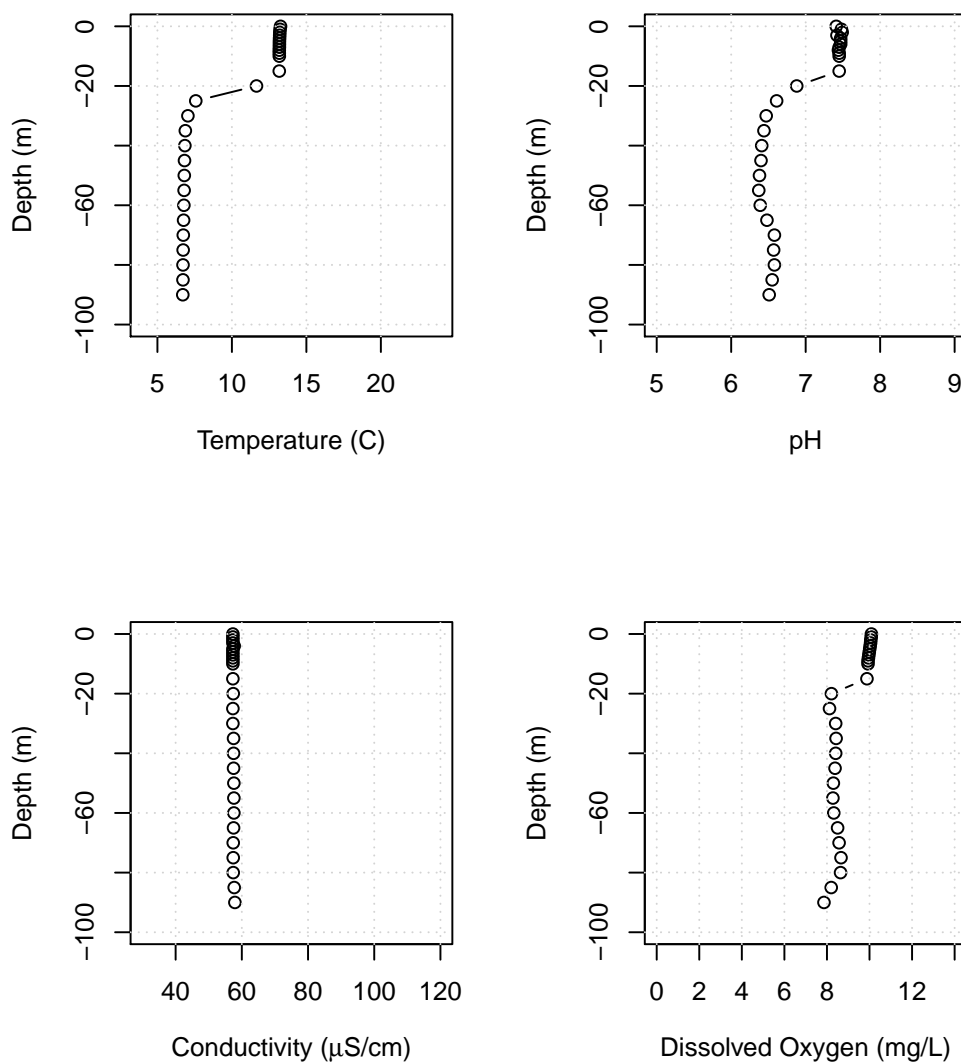 0
−20
−60
−100
Depth (m)
5 10 15 20
Temperature (C)
0
−20
−60
−100
Depth (m)
5 6 7 8 9
pH
0
−20
−60
−100
Depth (m)
40 60 80 100 120
Conductivity (μS/cm)
0
−20
−60
−100
Depth (m)
0 2 4 6 8 12
Dissolved Oxygen (mg/L)